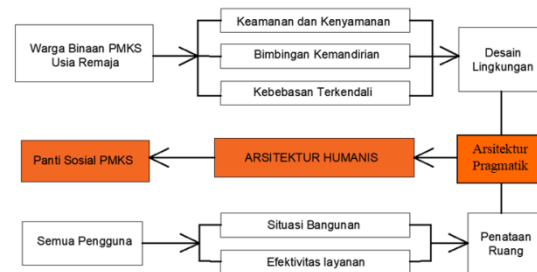 Keamanan dan Kenyamanan
Warga Binaan PMKS
Usia Remaja
Bimbingan Kemandirian
Desain
Lingkungan
Kebebasan Terkendali
Panti Sosial PMKS
ARSITEKTUR HUMANIS
Arsitektur
Pragmatik
Situasi Bangunan
Semua Pengguna
Efektivitas layanan
Penataan
Ruang